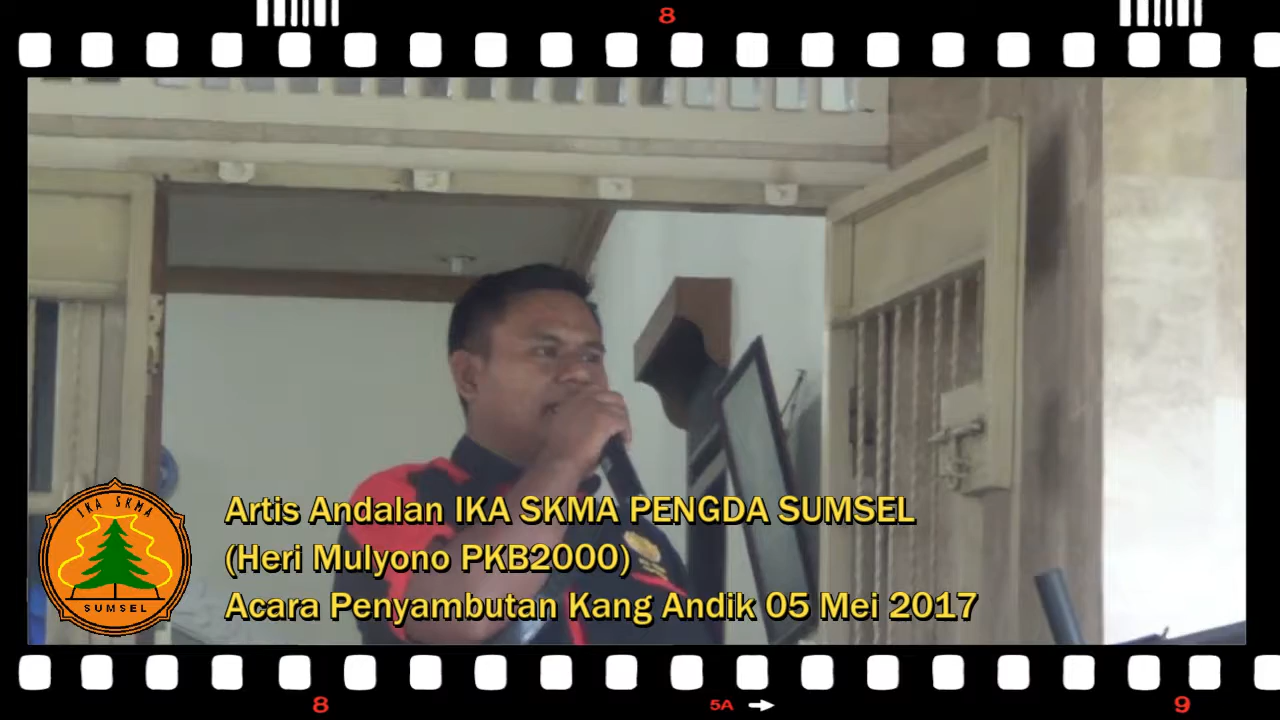 8
IKA SKMA
SUMSEL
Artis Andalan IKA SKMA PENGDA SUMSEL
(Heri Mulyono PKB2000)
Acara Penyambutan Kang Andik 05 Mei 2017
8
5A
9